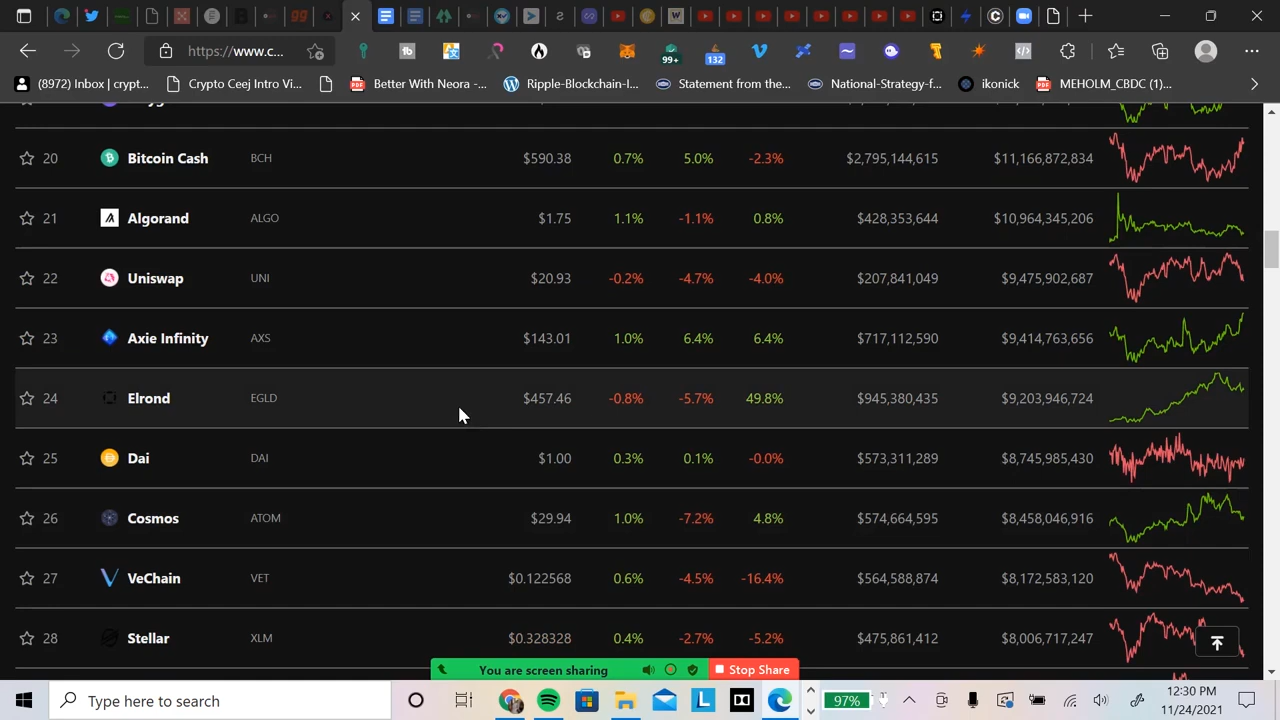 https://www.c...
99+
132
(8972) Inbox | crypt...
Crypto Ceej Intro Vi...
Better With Neora -...
Ripple-Blockchain-I...
Statement from the...
National-Strategy-f...
ikonick
MEHOLM_CBDC (1)...
20 Bitcoin Cash BCH $590.38 0.7% 5.0% -2.3% $2,795,144,615 $11,166,872,834
21 Algorand ALGO $1.75 1.1% -1.1% 0.8% $428,353,644 $10,964,345,206
22 Uniswap UNI $20.93 -0.2% -4.7% -4.0% $207,841,049 $9,475,902,687
23 Axie Infinity AXS $143.01 1.0% 6.4% 6.4% $717,112,590 $9,414,763,656
24 Elrond EGLD $457.46 -0.8% -5.7% 49.8% $945,380,435 $9,203,946,724
25 Dai DAI $1.00 0.3% 0.1% -0.0% $573,311,289 $8,745,985,430
26 Cosmos ATOM $29.94 1.0% -7.2% 4.8% $574,664,595 $8,458,046,916
27 VeChain VET $0.122568 0.6% -4.5% -16.4% $564,588,874 $8,172,583,120
28 Stellar XLM $0.328328 0.4% -2.7% -5.2% $475,861,412 $8,006,717,247
You are screen sharing
Stop Share
Type here to search
97%
12:30 PM
11/24/2021